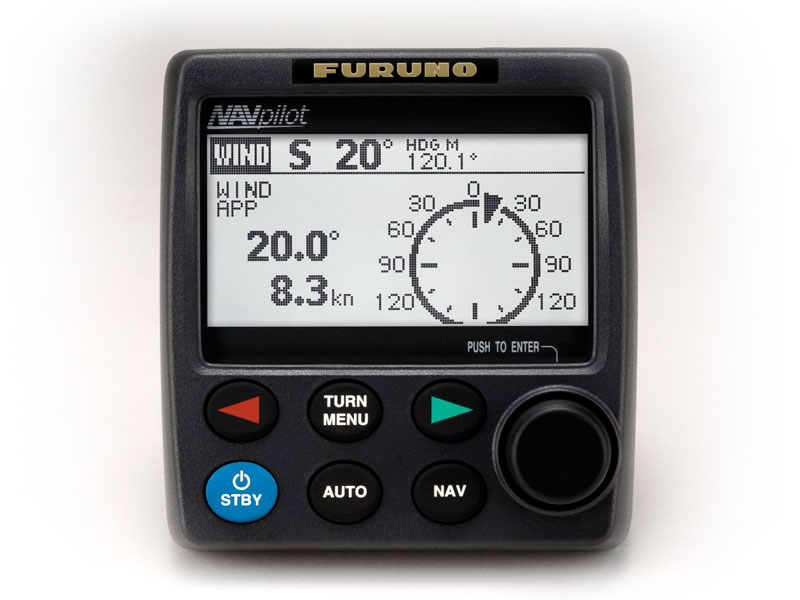 FURUNO
NAVpilot
WIND S 20° HDG M
120.1°
WIND
APP
20.0°
8.3kn
0
30 30
60 60
90 90
120 120
PUSH TO ENTER
TURN
MENU
STBY
AUTO
NAV